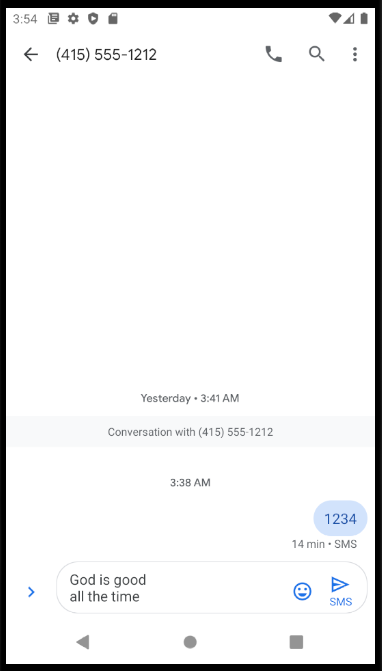 3:54
(415) 555-1212
Yesterday • 3:41 AM
Conversation with (415) 555-1212
3:38 AM
1234
14 min • SMS
God is good
all the time
SMS